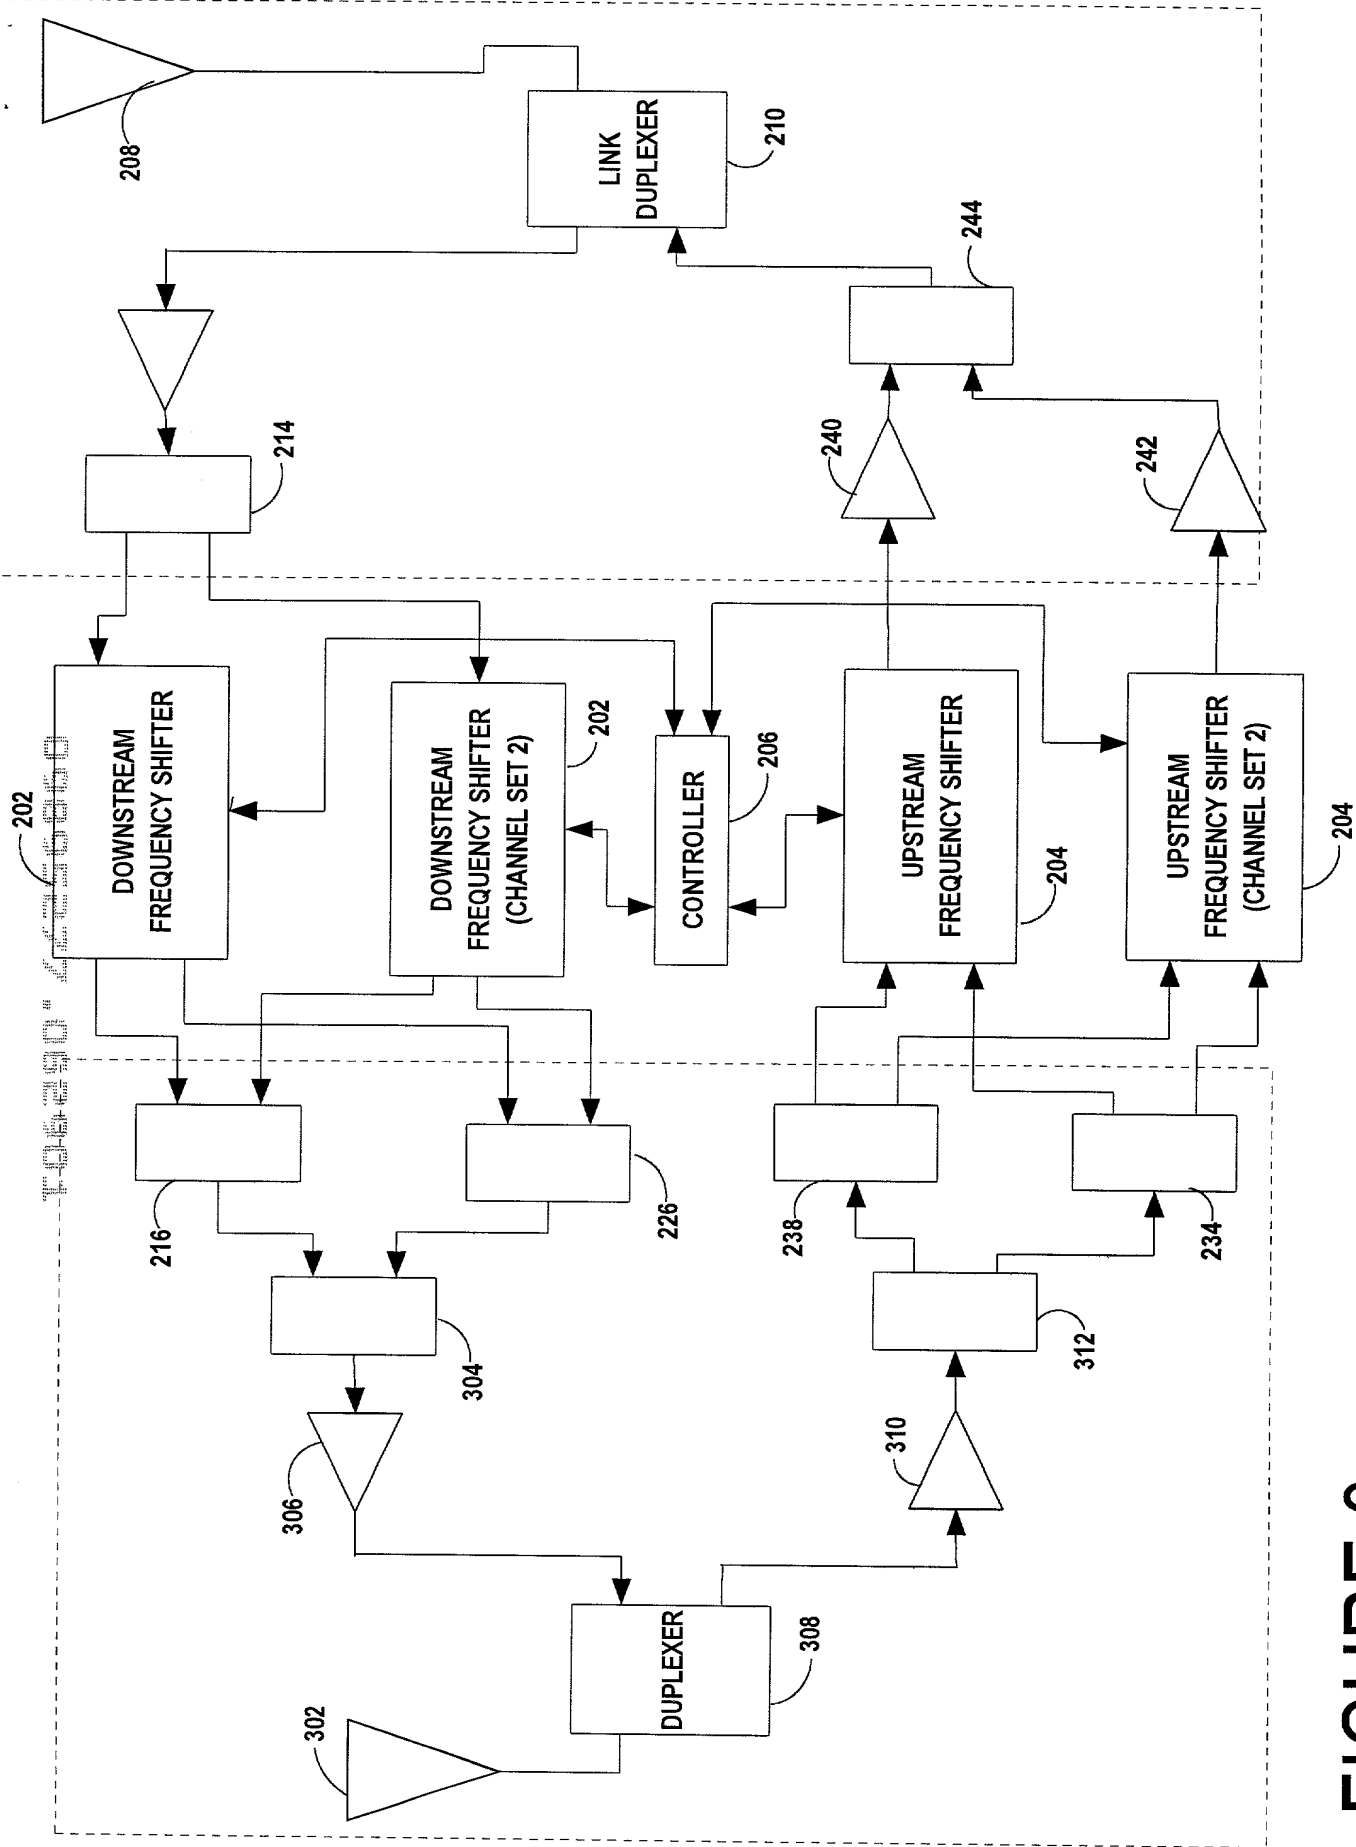 202
DOWNSTREAM
FREQUENCY SHIFTER
208
216
214
306
302
DOWNSTREAM
FREQUENCY SHIFTER
(CHANNEL SET 2)
304
202
LINK
DUPLEXER
210
226
DUPLEXER
CONTROLLER
206
308
238
240
310
UPSTREAM
FREQUENCY SHIFTER
244
204
312
242
UPSTREAM
FREQUENCY SHIFTER
(CHANNEL SET 2)
234
204
FIGURE